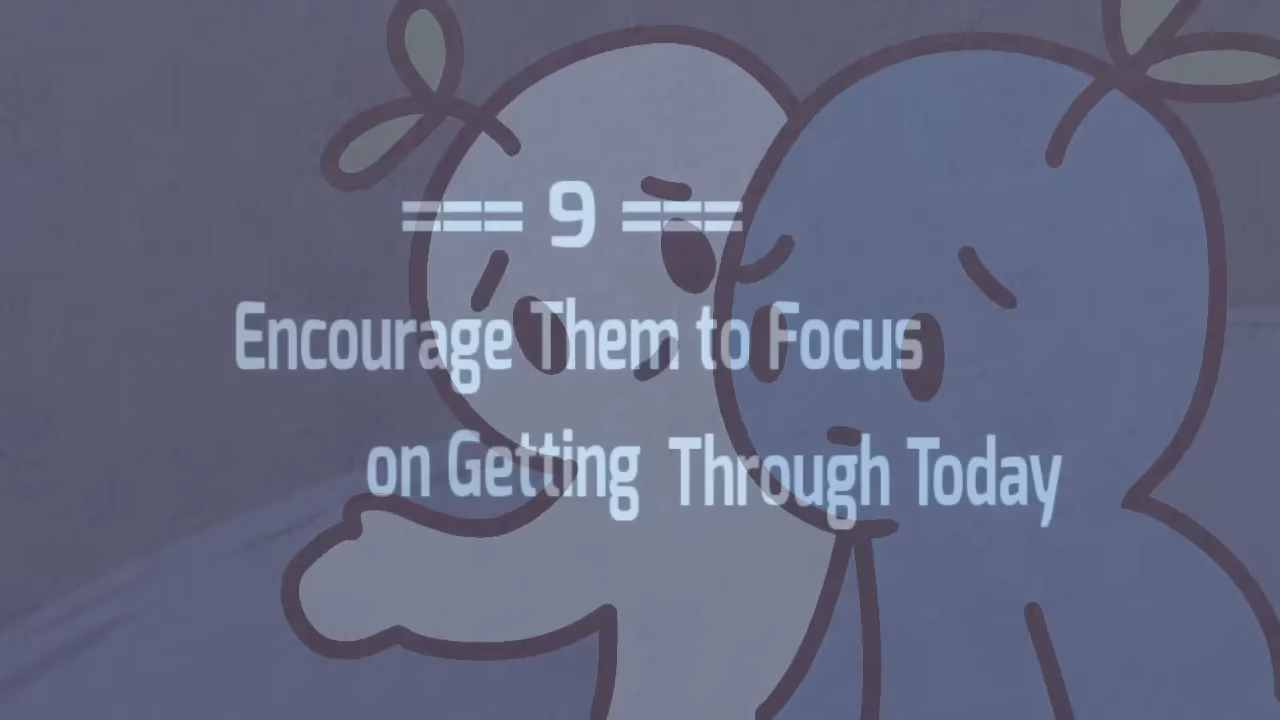 === 9 ===
Encourage Them to Focus
on Getting Through Today